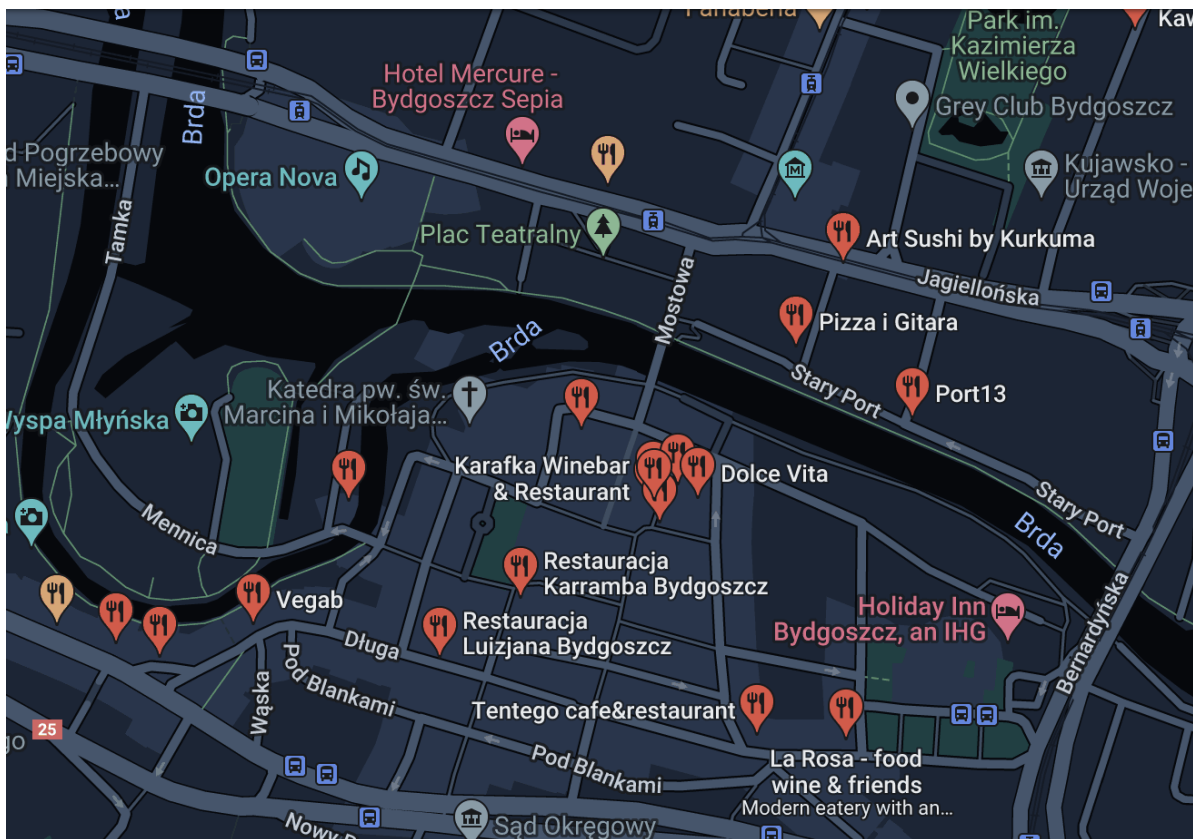 Brda
Park im.
Kazimierza
Wielkiego
Hotel Mercure -
Bydgoszcz Sepia
Grey Club Bydgoszcz
Pogrzebowy
Miejska...
Opera Nova
Kujawsko -
Urząd Woje
Tamka
Plac Teatralny
Art Sushi by Kurkuma
Mostowa
Jagiellońska
Pizza i Gitara
Brda
Katedra pw. św.
Marcina i Mikołaja...
Stary Port
Port13
Wyspa Młyńska
Karafka Winebar
& Restaurant
Dolce Vita
Mennica
Stary Port
Brda
Restauracja
Karramba Bydgoszcz
Vegab
Holiday Inn
Bydgoszcz, an IHG
Bernardyńska
Restauracja
Luizjana Bydgoszcz
Długa
Pod Blankami
Wąska
Tentego cafe&restaurant
25
La Rosa - food
wine & friends
Modern eatery with an...
Pod Blankami
Sąd Okręgowy